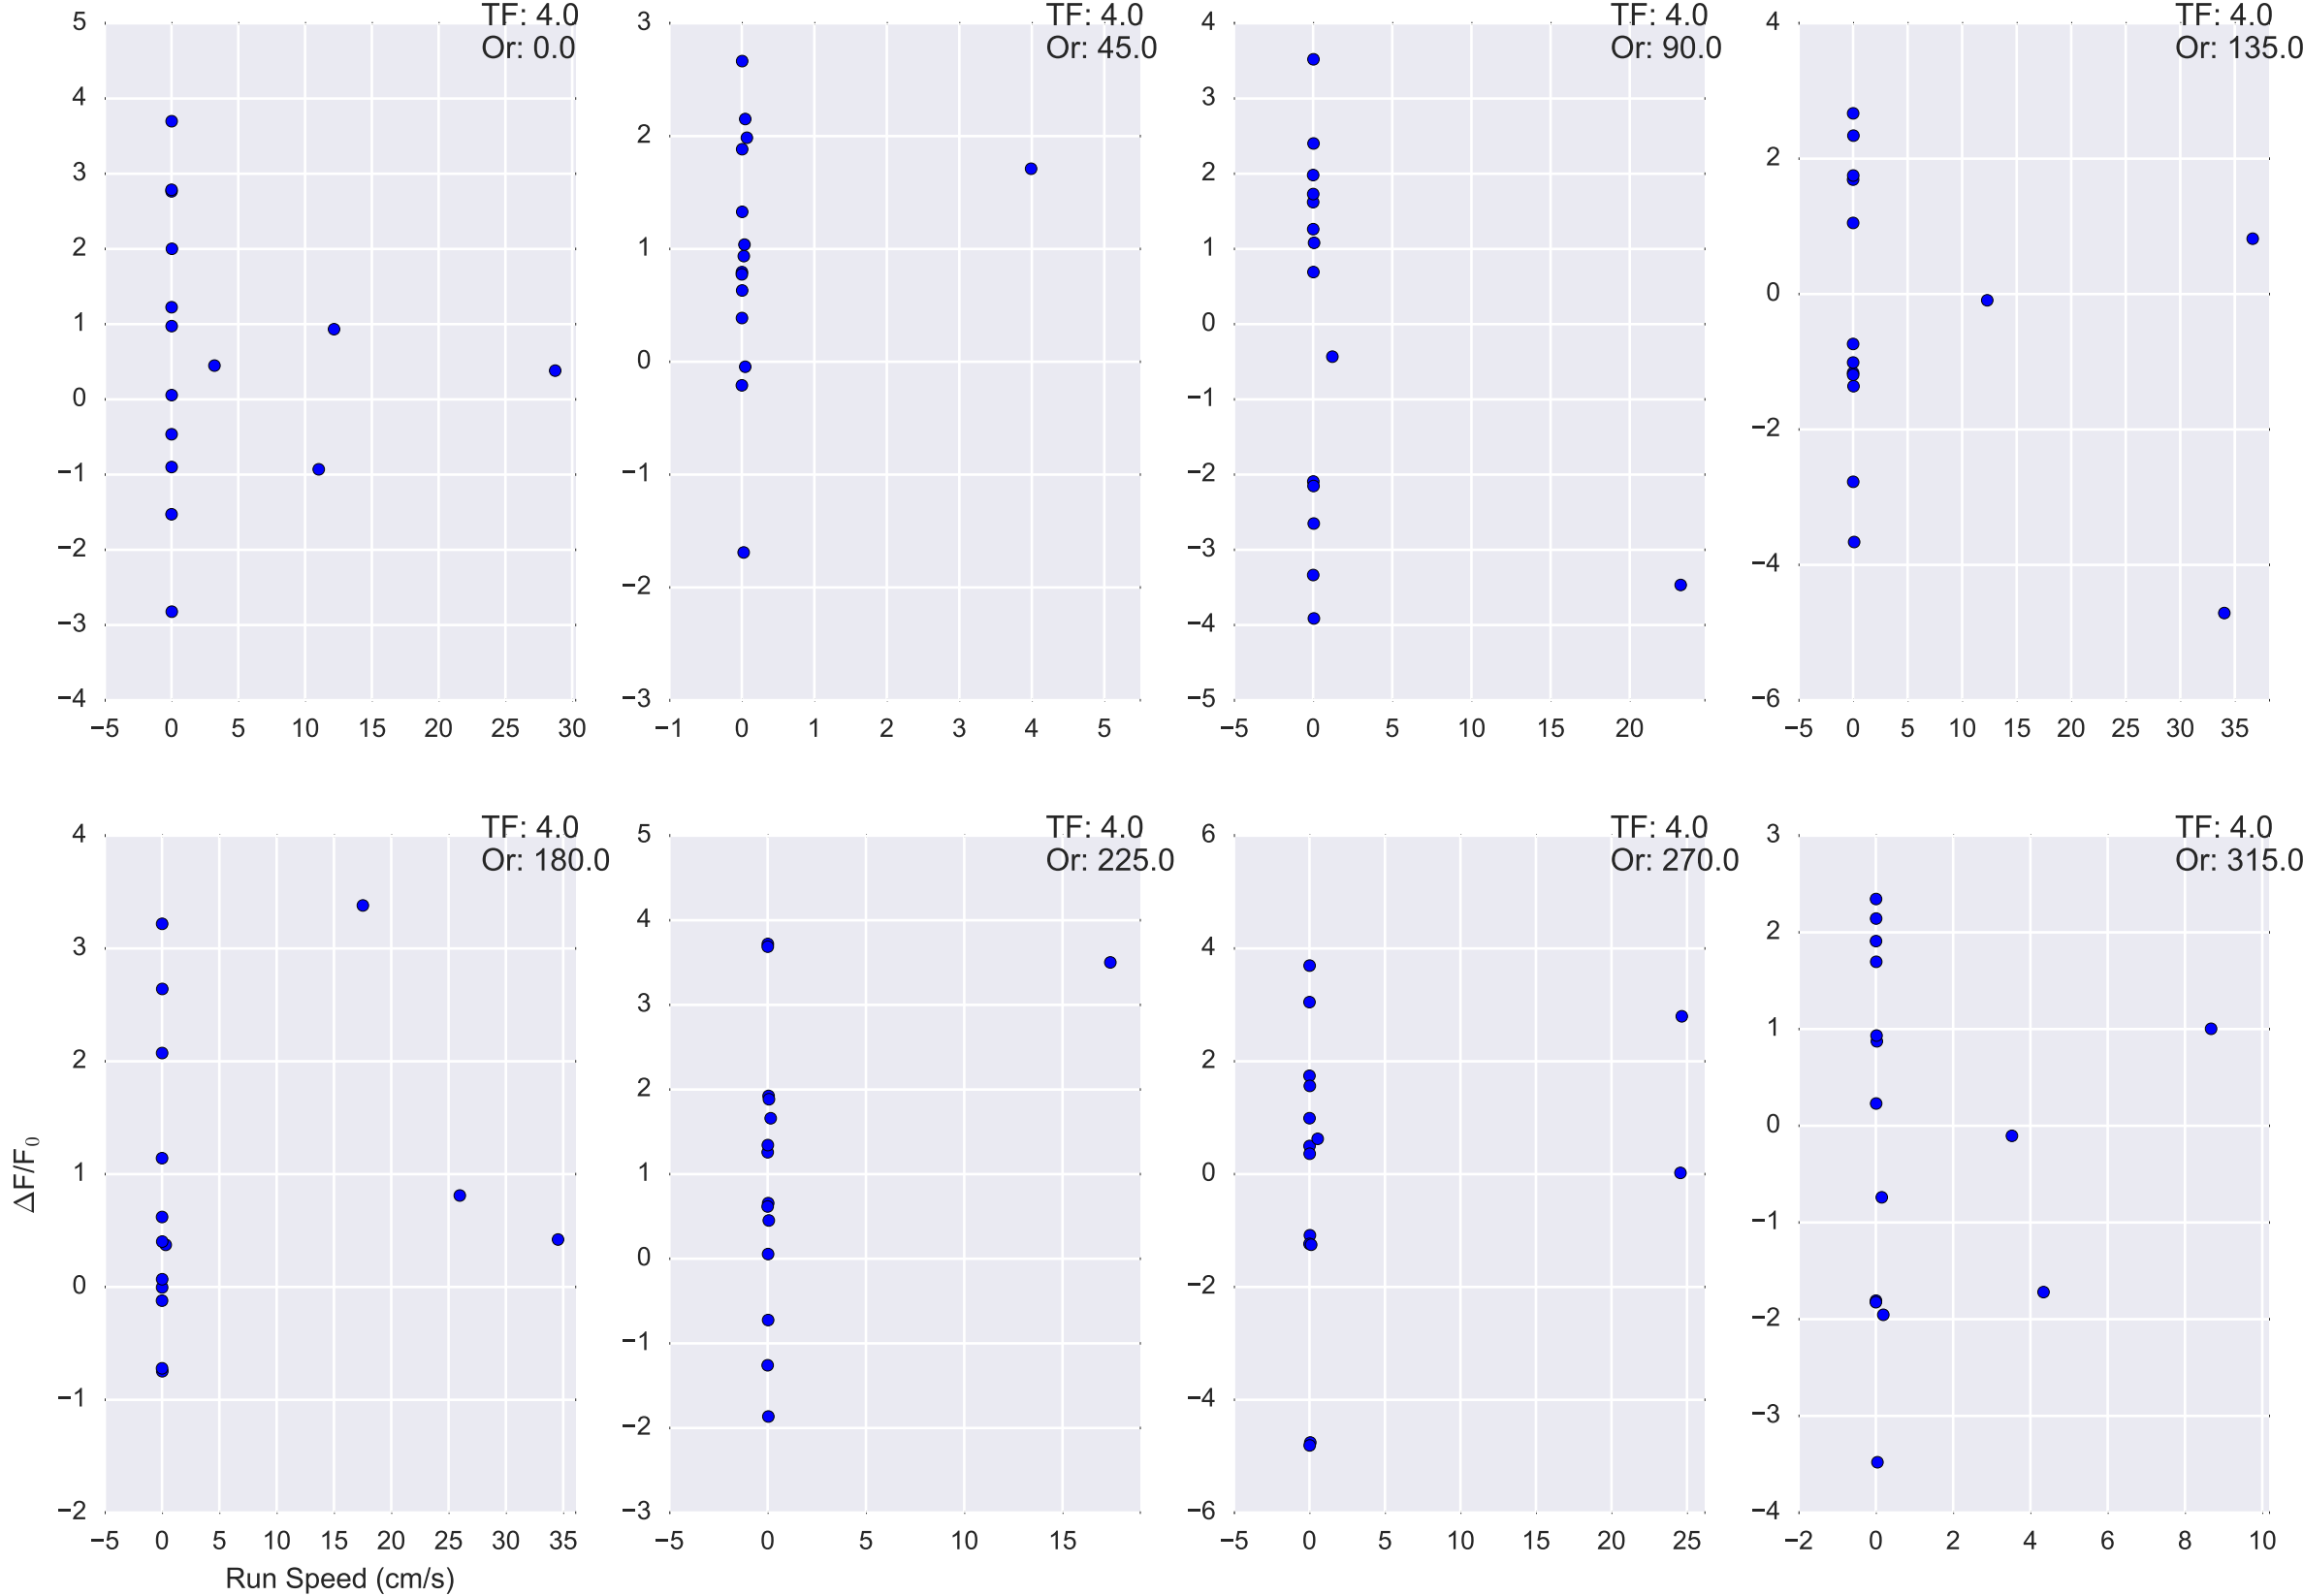 TF: 4.0
Or: 0.0
5
4
3
2
1
0
−1
−2
−3
−4
−5 0 5 10 15 20 25 30
TF: 4.0
Or: 45.0
3
2
1
0
−1
−2
−3
−1 0 1 2 3 4 5
TF: 4.0
Or: 90.0
4
3
2
1
0
−1
−2
−3
−4
−5
−5 0 5 10 15 20
TF: 4.0
Or: 135.0
4
2
0
−2
−4
−6
−5 0 5 10 15 20 25 30 35
TF: 4.0
Or: 180.0
4
3
2
1
0
−1
−2
ΔF/F0
−5 0 5 10 15 20 25 30 35
Run Speed (cm/s)
TF: 4.0
Or: 225.0
5
4
3
2
1
0
−1
−2
−3
−5 0 5 10 15
TF: 4.0
Or: 270.0
6
4
2
0
−2
−4
−6
−5 0 5 10 15 20 25
TF: 4.0
Or: 315.0
3
2
1
0
−1
−2
−3
−4
−2 0 2 4 6 8 10